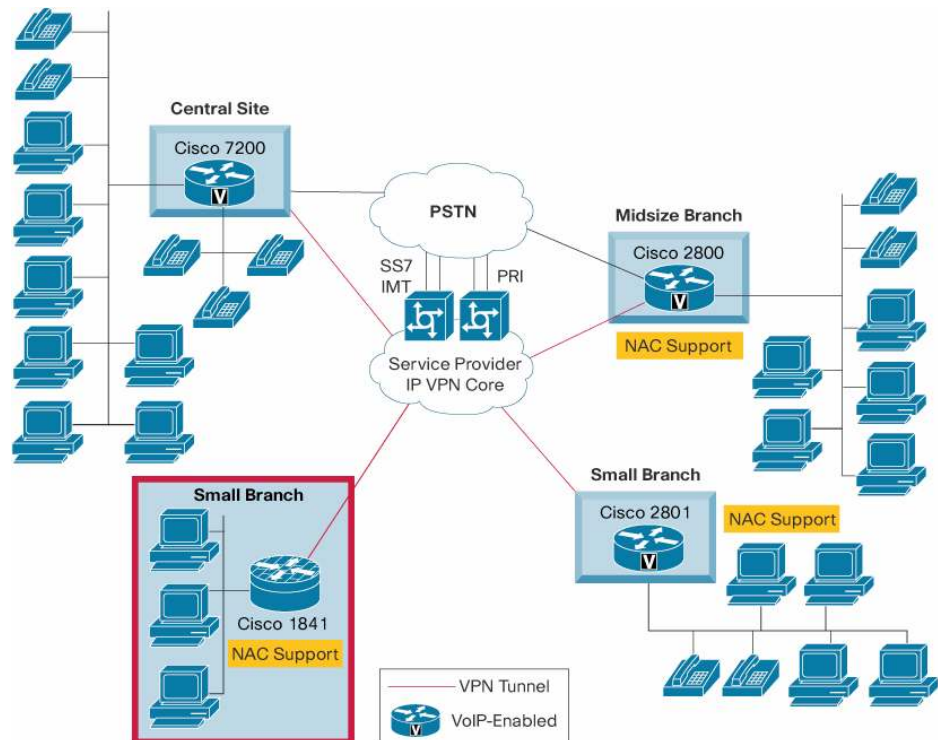 Central Site
Cisco 7200
V
PSTN
SS7
IMT
PRI
Service Provider
IP VPN Core
Midsize Branch
Cisco 2800
V
NAC Support
Small Branch
Cisco 1841
NAC Support
Small Branch
Cisco 2801
V
NAC Support
VPN Tunnel
V
VoIP-Enabled